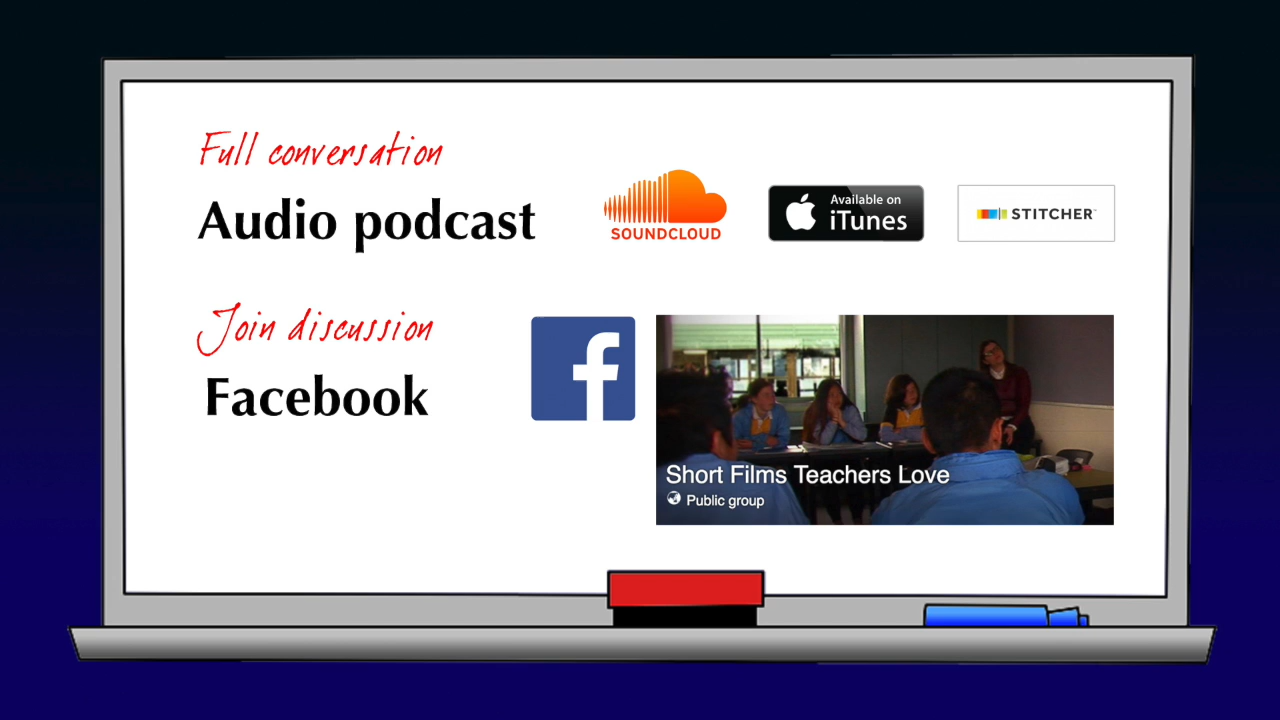 Full conversation
Audio podcast
SOUNDCLOUD
Available on
iTunes
STITCHER
Join discussion
Facebook
f
Short Films Teachers Love
Public group